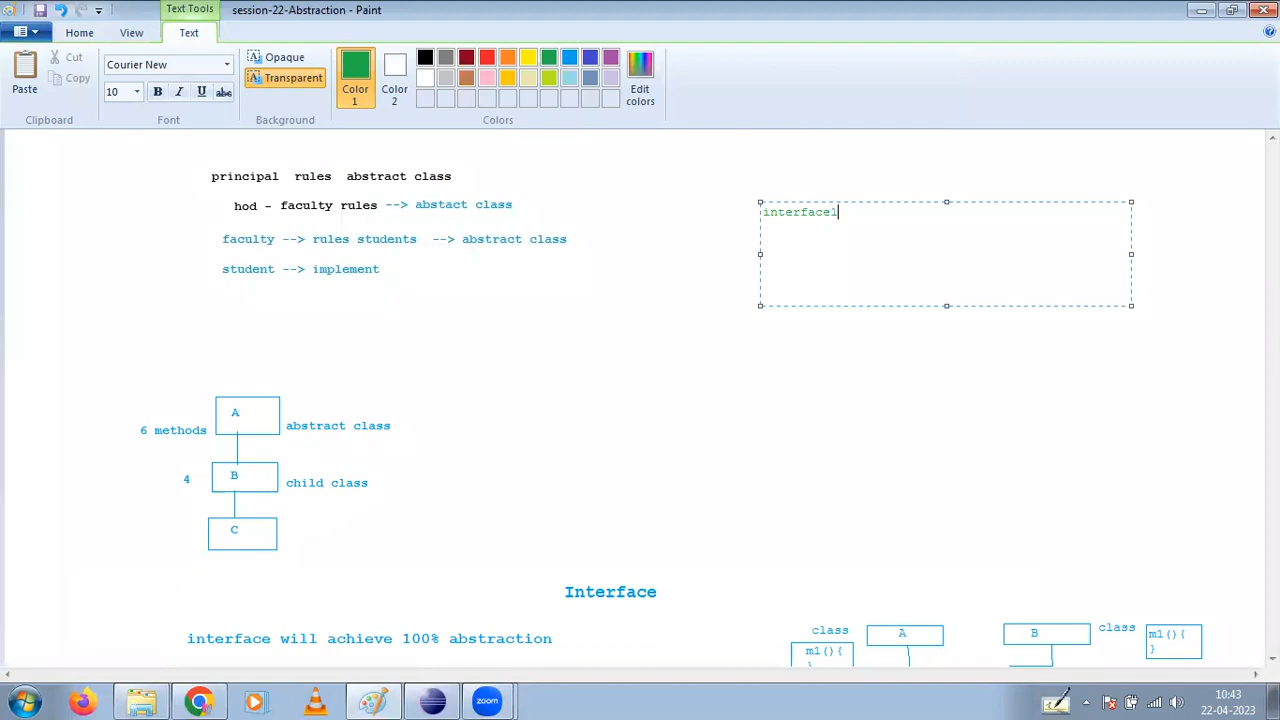 Text Tools
session-22-Abstraction - Paint
Home
View
Text
Paste
Cut
Copy
Clipboard
Courier New
10
B I U abc
Font
Opaque
Transparent
Background
Color 1
Color 2
Edit colors
Colors
principal rules abstract class
hod - faculty rules --> abstact class
faculty --> rules students --> abstract class
student --> implement
interface1
A
6 methods
abstract class
B
4
child class
C
Interface
interface will achieve 100% abstraction
class
A
m1(){
}
B
class
m1(){
}
zoom
10:43
22-04-2023